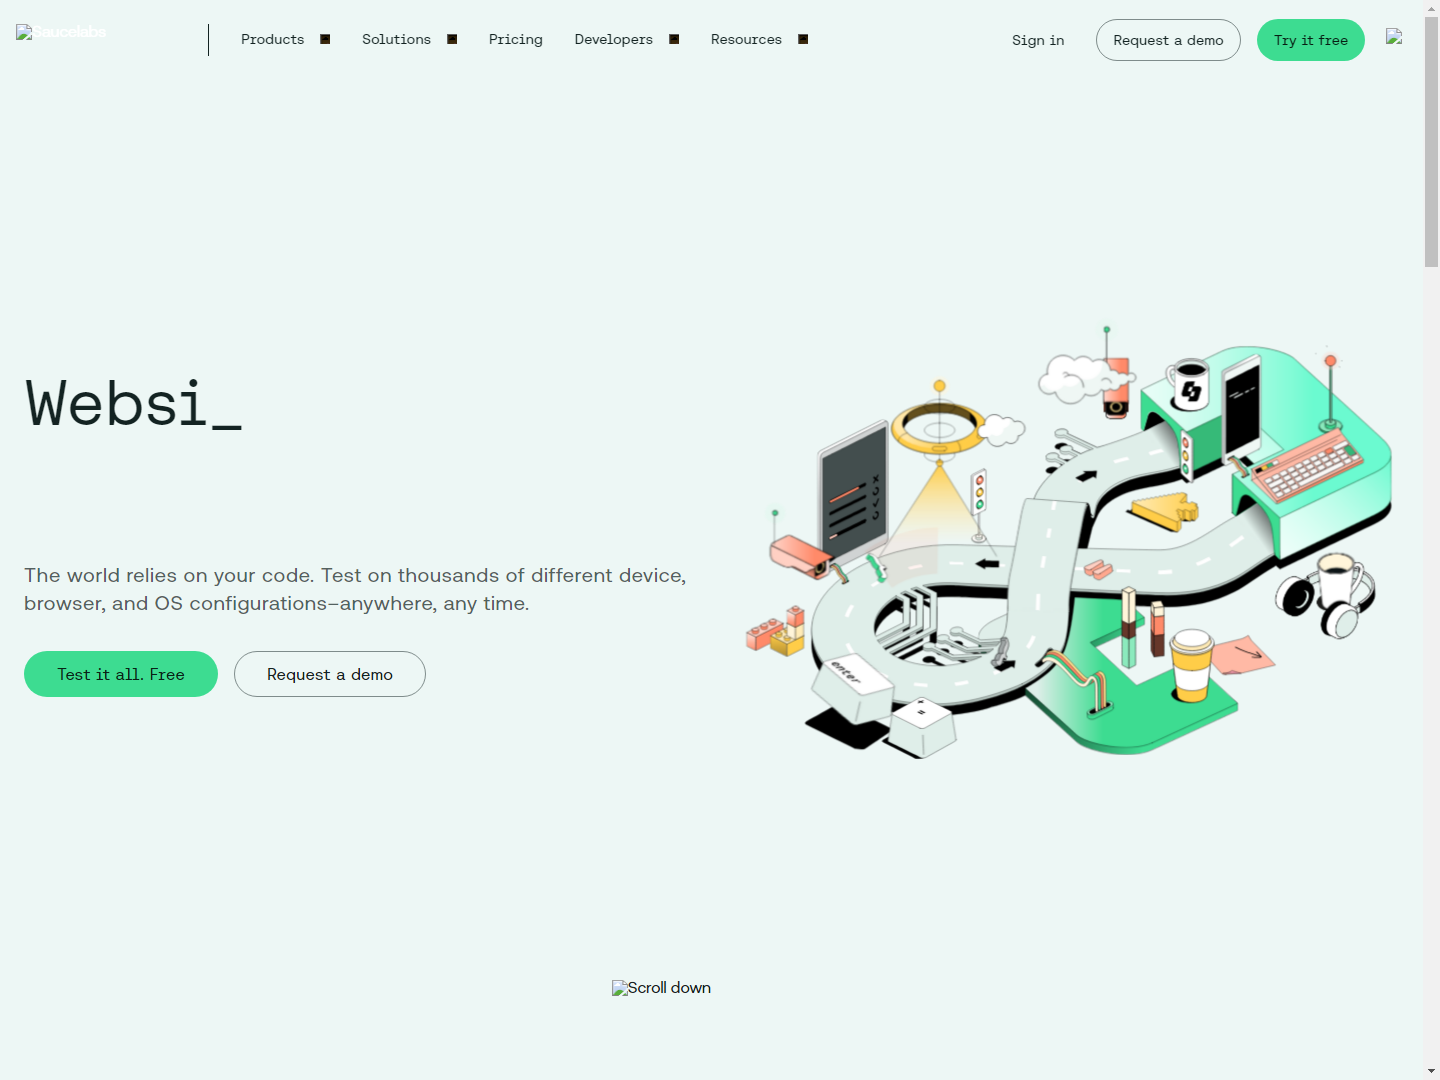 Saucelabs
Products
Solutions
Pricing
Developers
Resources
Sign in
Request a demo
Try it free
Websi_
The world relies on your code. Test on thousands of different device,
browser, and OS configurations–anywhere, any time.
Test it all. Free
Request a demo
enter
Scroll down